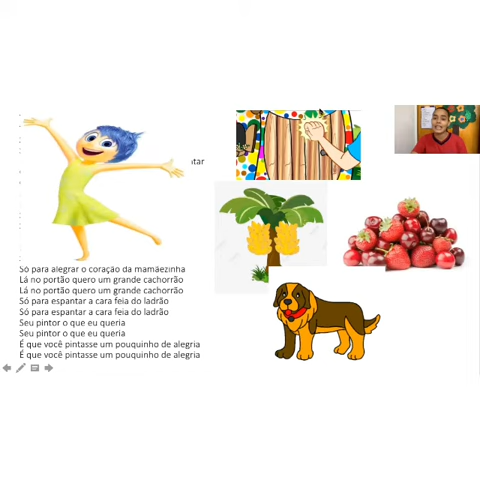 ntar
Só para alegrar o coração da mamãezinha
Lá no portão quero um grande cachorrão
Lá no portão quero um grande cachorrão
Só para espantar a cara feia do ladrão
Só para espantar a cara feia do ladrão
Seu pintor o que eu queria
Seu pintor o que eu queria
É que você pintasse um pouquinho de alegria
É que você pintasse um pouquinho de alegria